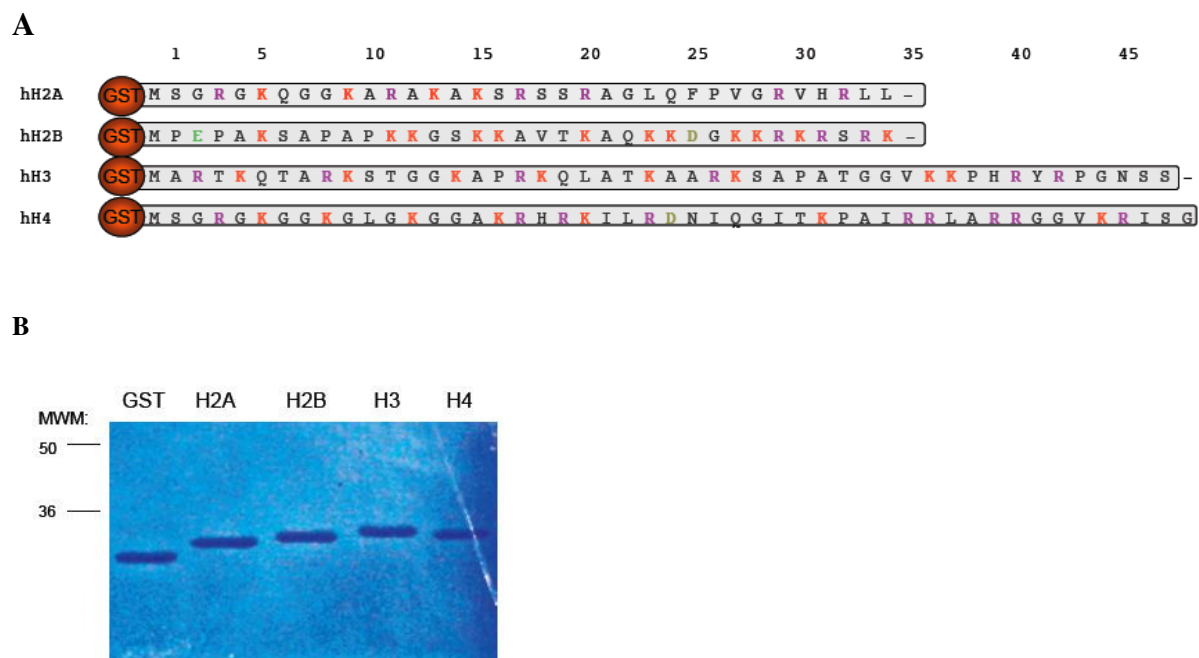 A
1 5 10 15 20 25 30 35 40 45
hH2A GST M S G R G K Q G G K A R A K A K S R S S R A G L Q F P V G R V H R L L -
hH2B GST M P E P A K S A P A P K K G S K K A V T K A Q K K D G K K R K R S R K -
hH3 GST M A R T K Q T A R K S T G G K A P R K Q L A T K A A R K S A P A T G G V K K P H R Y R P G N S S -
hH4 GST M S G R G K G G K G L G K G G A K R H R K I L R D N I Q G I T K P A I R R L A R R G G V K R I S G
B
GST H2A H2B H3 H4
MWM:
50
36